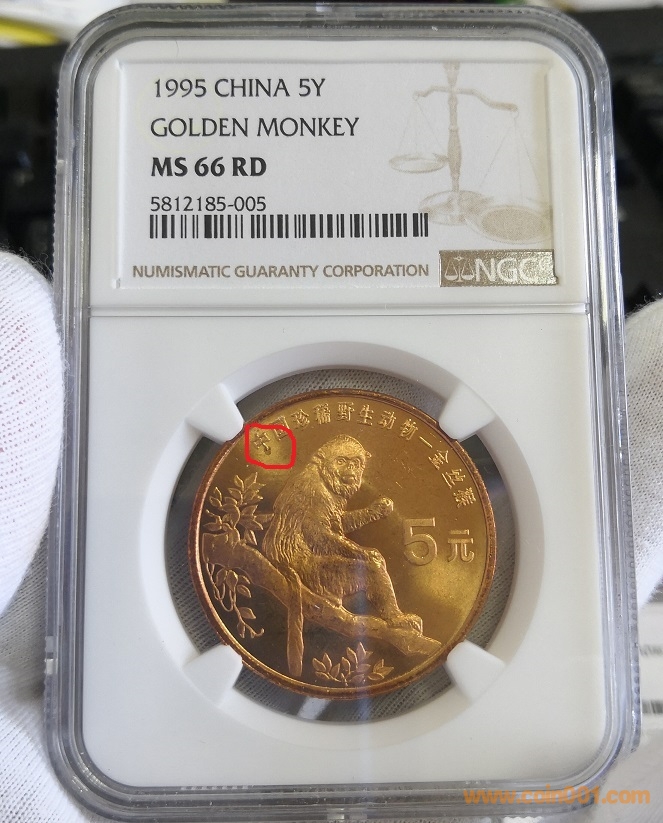 1995 CHINA 5Y
GOLDEN MONKEY
MS 66 RD
5812185-005
NUMISMATIC GUARANTY CORPORATION
NGC
中国珍稀野生动物—金丝猴
5元
www.coin001.com